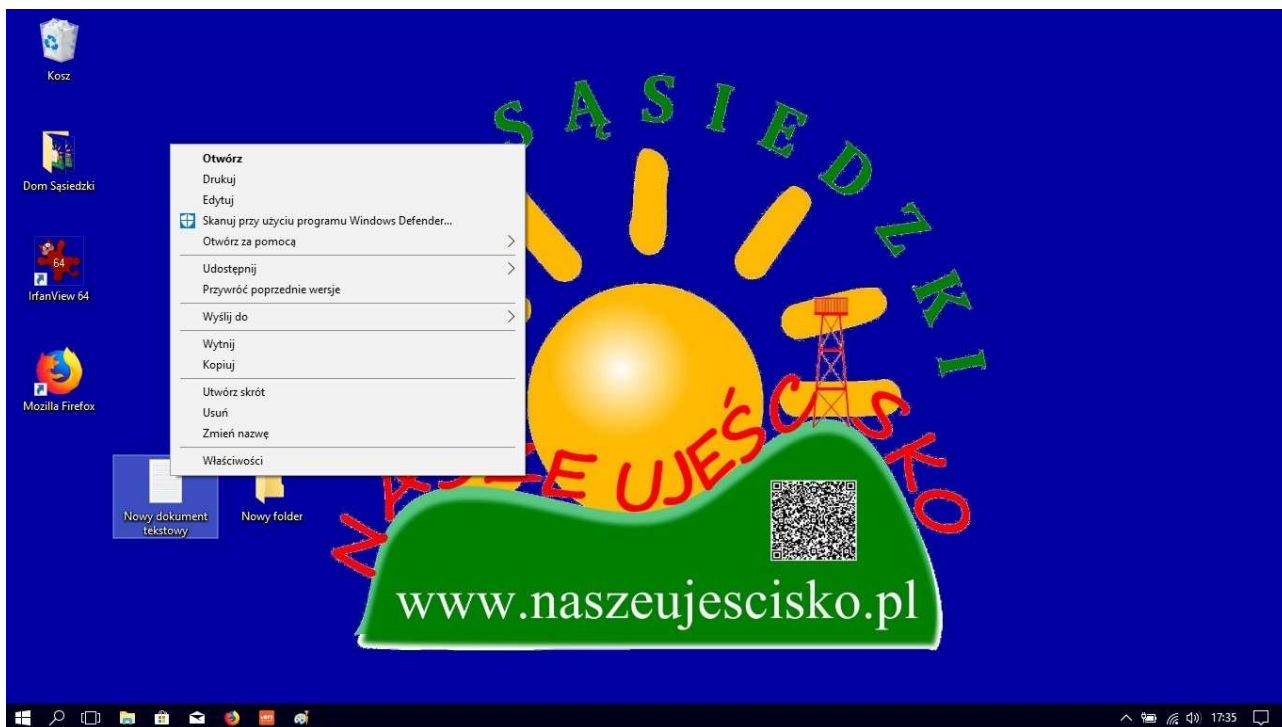 Kosz
Dom Sąsiedzki
64
IrfanView 64
Mozilla Firefox
Otwórz
Drukuj
Edytuj
Skanuj przy użyciu programu Windows Defender...
Otwórz za pomocą
Udostępnij
Przywróć poprzednie wersje
Wyślij do
Wytnij
Kopiuj
Utwórz skrót
Usuń
Zmień nazwę
Właściwości
Nowy dokument
tekstowy
Nowy folder
SĄSIEDZKI
UJEŚCISKO
www.naszeujescisko.pl
17:35